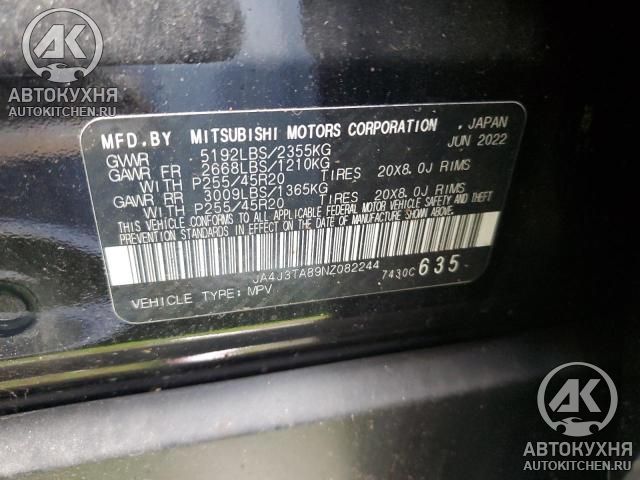 АК
АВТОКУХНЯ
AUTOKITCHEN.RU
MFD.BY MITSUBISHI MOTORS CORPORATION , JAPAN
JUN 2022
GVWR 5192LBS/2355KG
GAWR FR 2668LBS/1210KG
WITH P255/45R20 TIRES 20X8.0J RIMS
GAWR RR 3009LBS/1365KG
WITH P255/45R20 TIRES 20X8.0J RIMS
THIS VEHICLE CONFORMS TO ALL APPLICABLE FEDERAL MOTOR VEHICLE SAFETY AND THEFT
PREVENTION STANDARDS IN EFFECT ON THE DATE OF MANUFACTURE SHOWN ABOVE.
JA4J3TA89NZ082244
7430C 635
VEHICLE TYPE: MPV
АК
АВТОКУХНЯ
AUTOKITCHEN.RU